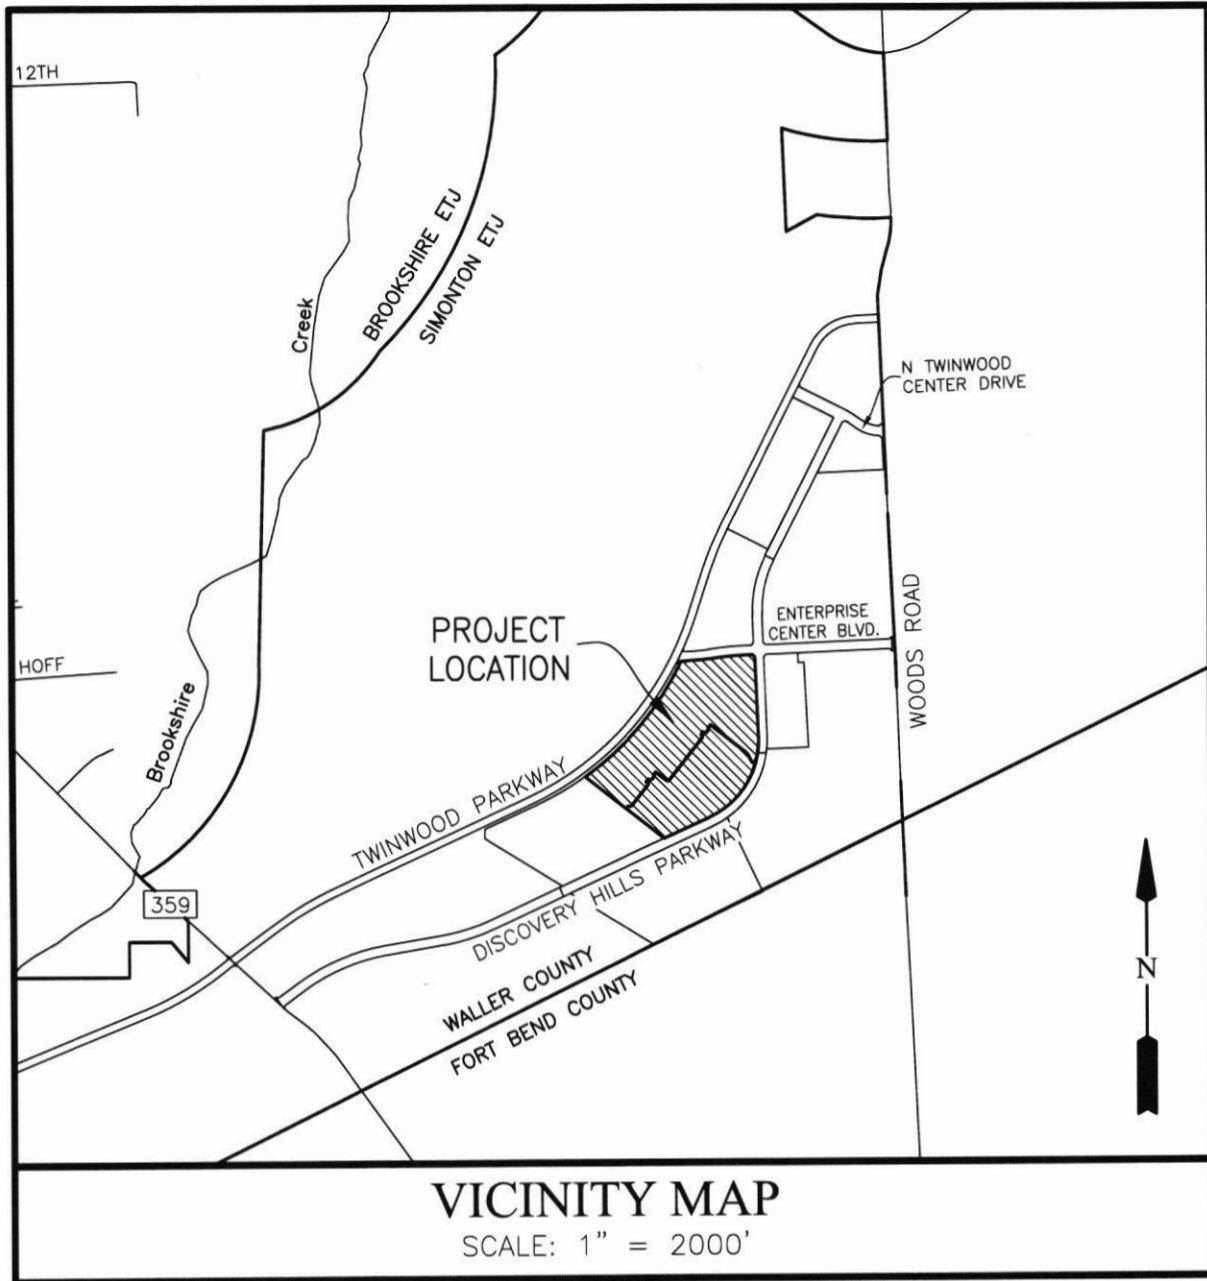 12TH
BROOKSHIRE ETJ
SIMONTON ETJ
Creek
N TWINWOOD
CENTER DRIVE
ENTERPRISE
CENTER BLVD.
WOODS ROAD
PROJECT
LOCATION
HOFF
Brookshire
TWINWOOD PARKWAY
DISCOVERY HILLS PARKWAY
359
WALLER COUNTY
FORT BEND COUNTY
N
VICINITY MAP
SCALE: 1" = 2000'